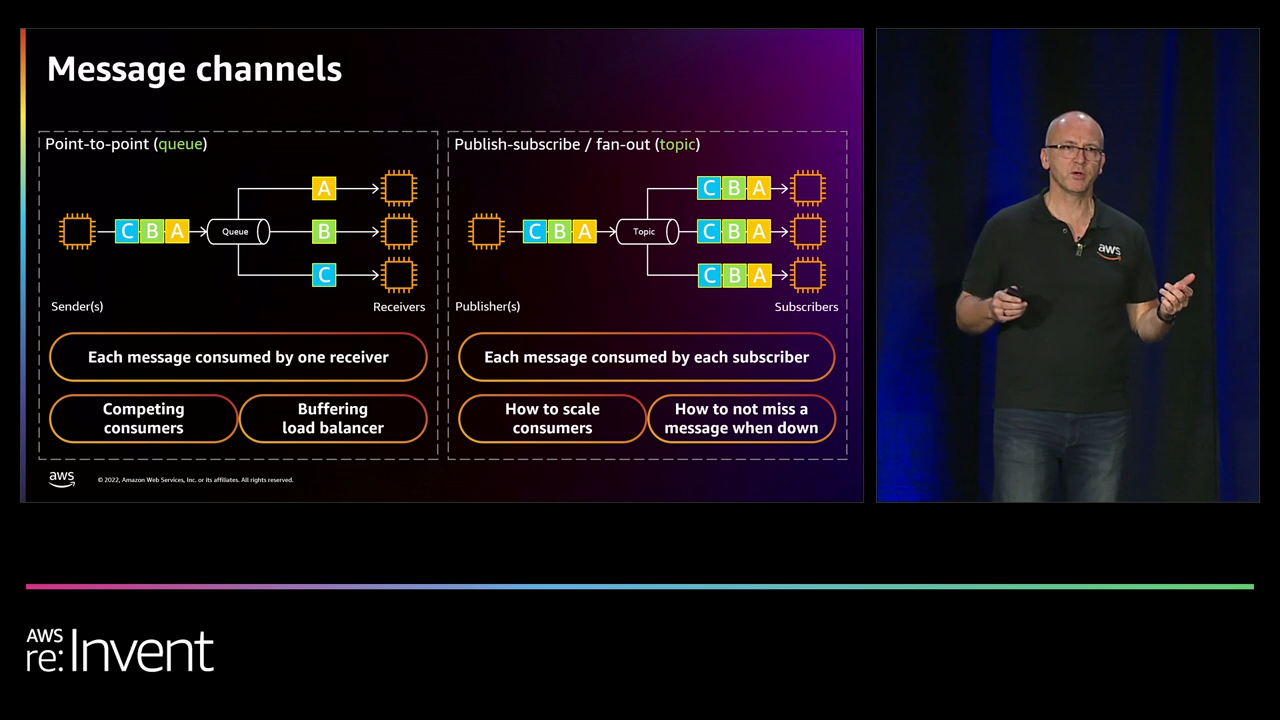 Message channels
Point-to-point (queue)
A
C B A
Queue
B
C
Sender(s)
Receivers
Each message consumed by one receiver
Competing
consumers
Buffering
load balancer
Publish-subscribe / fan-out (topic)
C B A
C B A
Topic
C B A
C B A
Publisher(s)
Subscribers
Each message consumed by each subscriber
How to scale
consumers
How to not miss a
message when down
aws
© 2022, Amazon Web Services, Inc. or its affiliates. All rights reserved.
aws
AWS
re:Invent